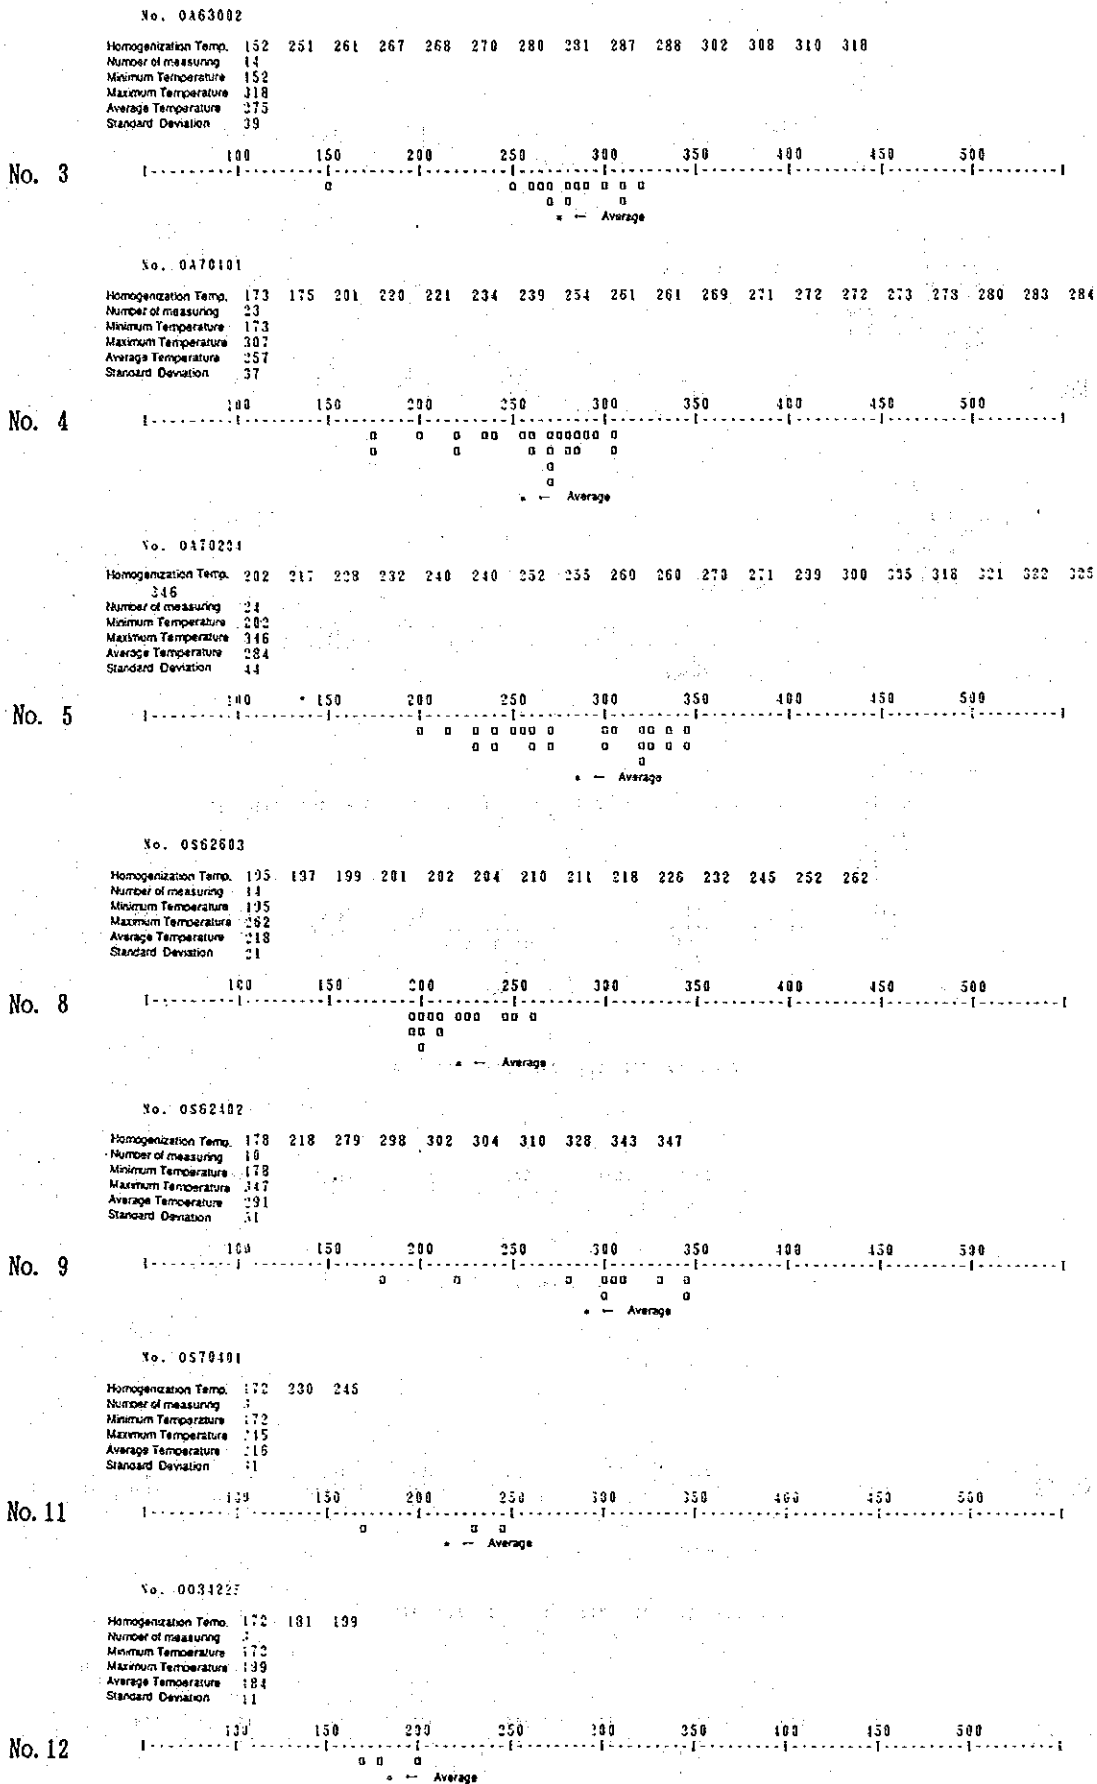 No. 0A63002
Homogenization Temp. 152 251 261 267 268 270 280 281 287 288 302 308 310 318
Number of measuring 14
Minimum Temperature 152
Maximum Temperature 318
Average Temperature 275
Standard Deviation 39
No. 3
100 150 200 250 300 350 400 450 500
* ← Average
No. 0A70101
Homogenization Temp. 173 175 201 220 221 234 239 254 261 261 269 271 272 272 273 278 280 283 284
Number of measuring 23
Minimum Temperature 173
Maximum Temperature 307
Average Temperature 257
Standard Deviation 37
No. 4
100 150 200 250 300 350 400 450 500
* ← Average
No. 0A70204
Homogenization Temp. 202 217 228 232 240 240 252 255 260 260 270 271 299 300 305 318 321 322 325
346
Number of measuring 24
Minimum Temperature 202
Maximum Temperature 346
Average Temperature 284
Standard Deviation 44
No. 5
100 150 200 250 300 350 400 450 500
* ← Average
No. 0S62603
Homogenization Temp. 195 197 199 201 202 204 210 211 218 226 232 245 252 262
Number of measuring 14
Minimum Temperature 195
Maximum Temperature 262
Average Temperature 218
Standard Deviation 21
No. 8
100 150 200 250 300 350 400 450 500
* ← Average
No. 0S62402
Homogenization Temp. 178 218 279 298 302 304 310 328 343 347
Number of measuring 10
Minimum Temperature 178
Maximum Temperature 347
Average Temperature 291
Standard Deviation 51
No. 9
100 150 200 250 300 350 400 450 500
* ← Average
No. 0S70401
Homogenization Temp. 172 230 245
Number of measuring 3
Minimum Temperature 172
Maximum Temperature 245
Average Temperature 216
Standard Deviation 31
No. 11
100 150 200 250 300 350 400 450 500
* ← Average
No. 0034225
Homogenization Temp. 172 181 199
Number of measuring 3
Minimum Temperature 172
Maximum Temperature 199
Average Temperature 184
Standard Deviation 11
No. 12
100 150 200 250 300 350 400 450 500
* ← Average